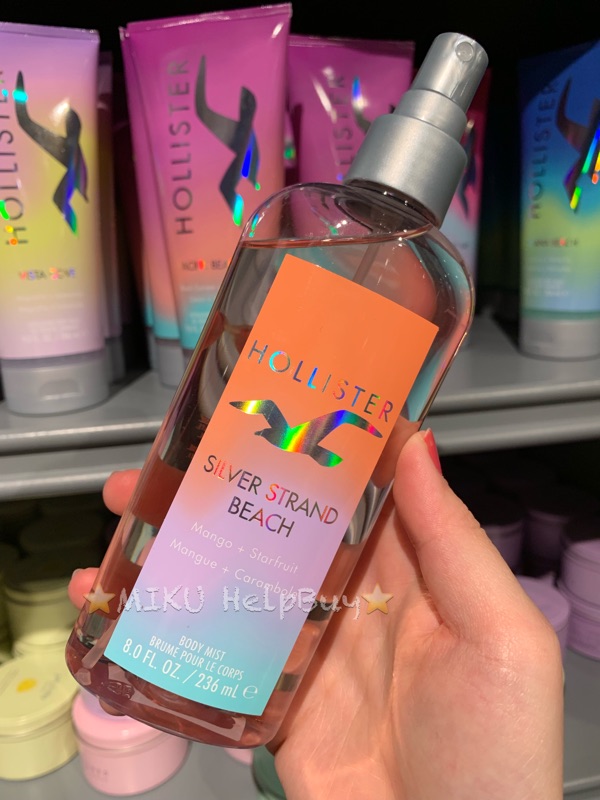 HOLLISTER
SILVER STRAND
BEACH
Mango + Starfruit
Mangue + Carambole
⭐MIKU HelpBuy⭐
BODY MIST
BRUME POUR LE CORPS
8.0 FL. OZ. / 236 mL e
HOLLISTER
HOLLISTER
HOLLISTER